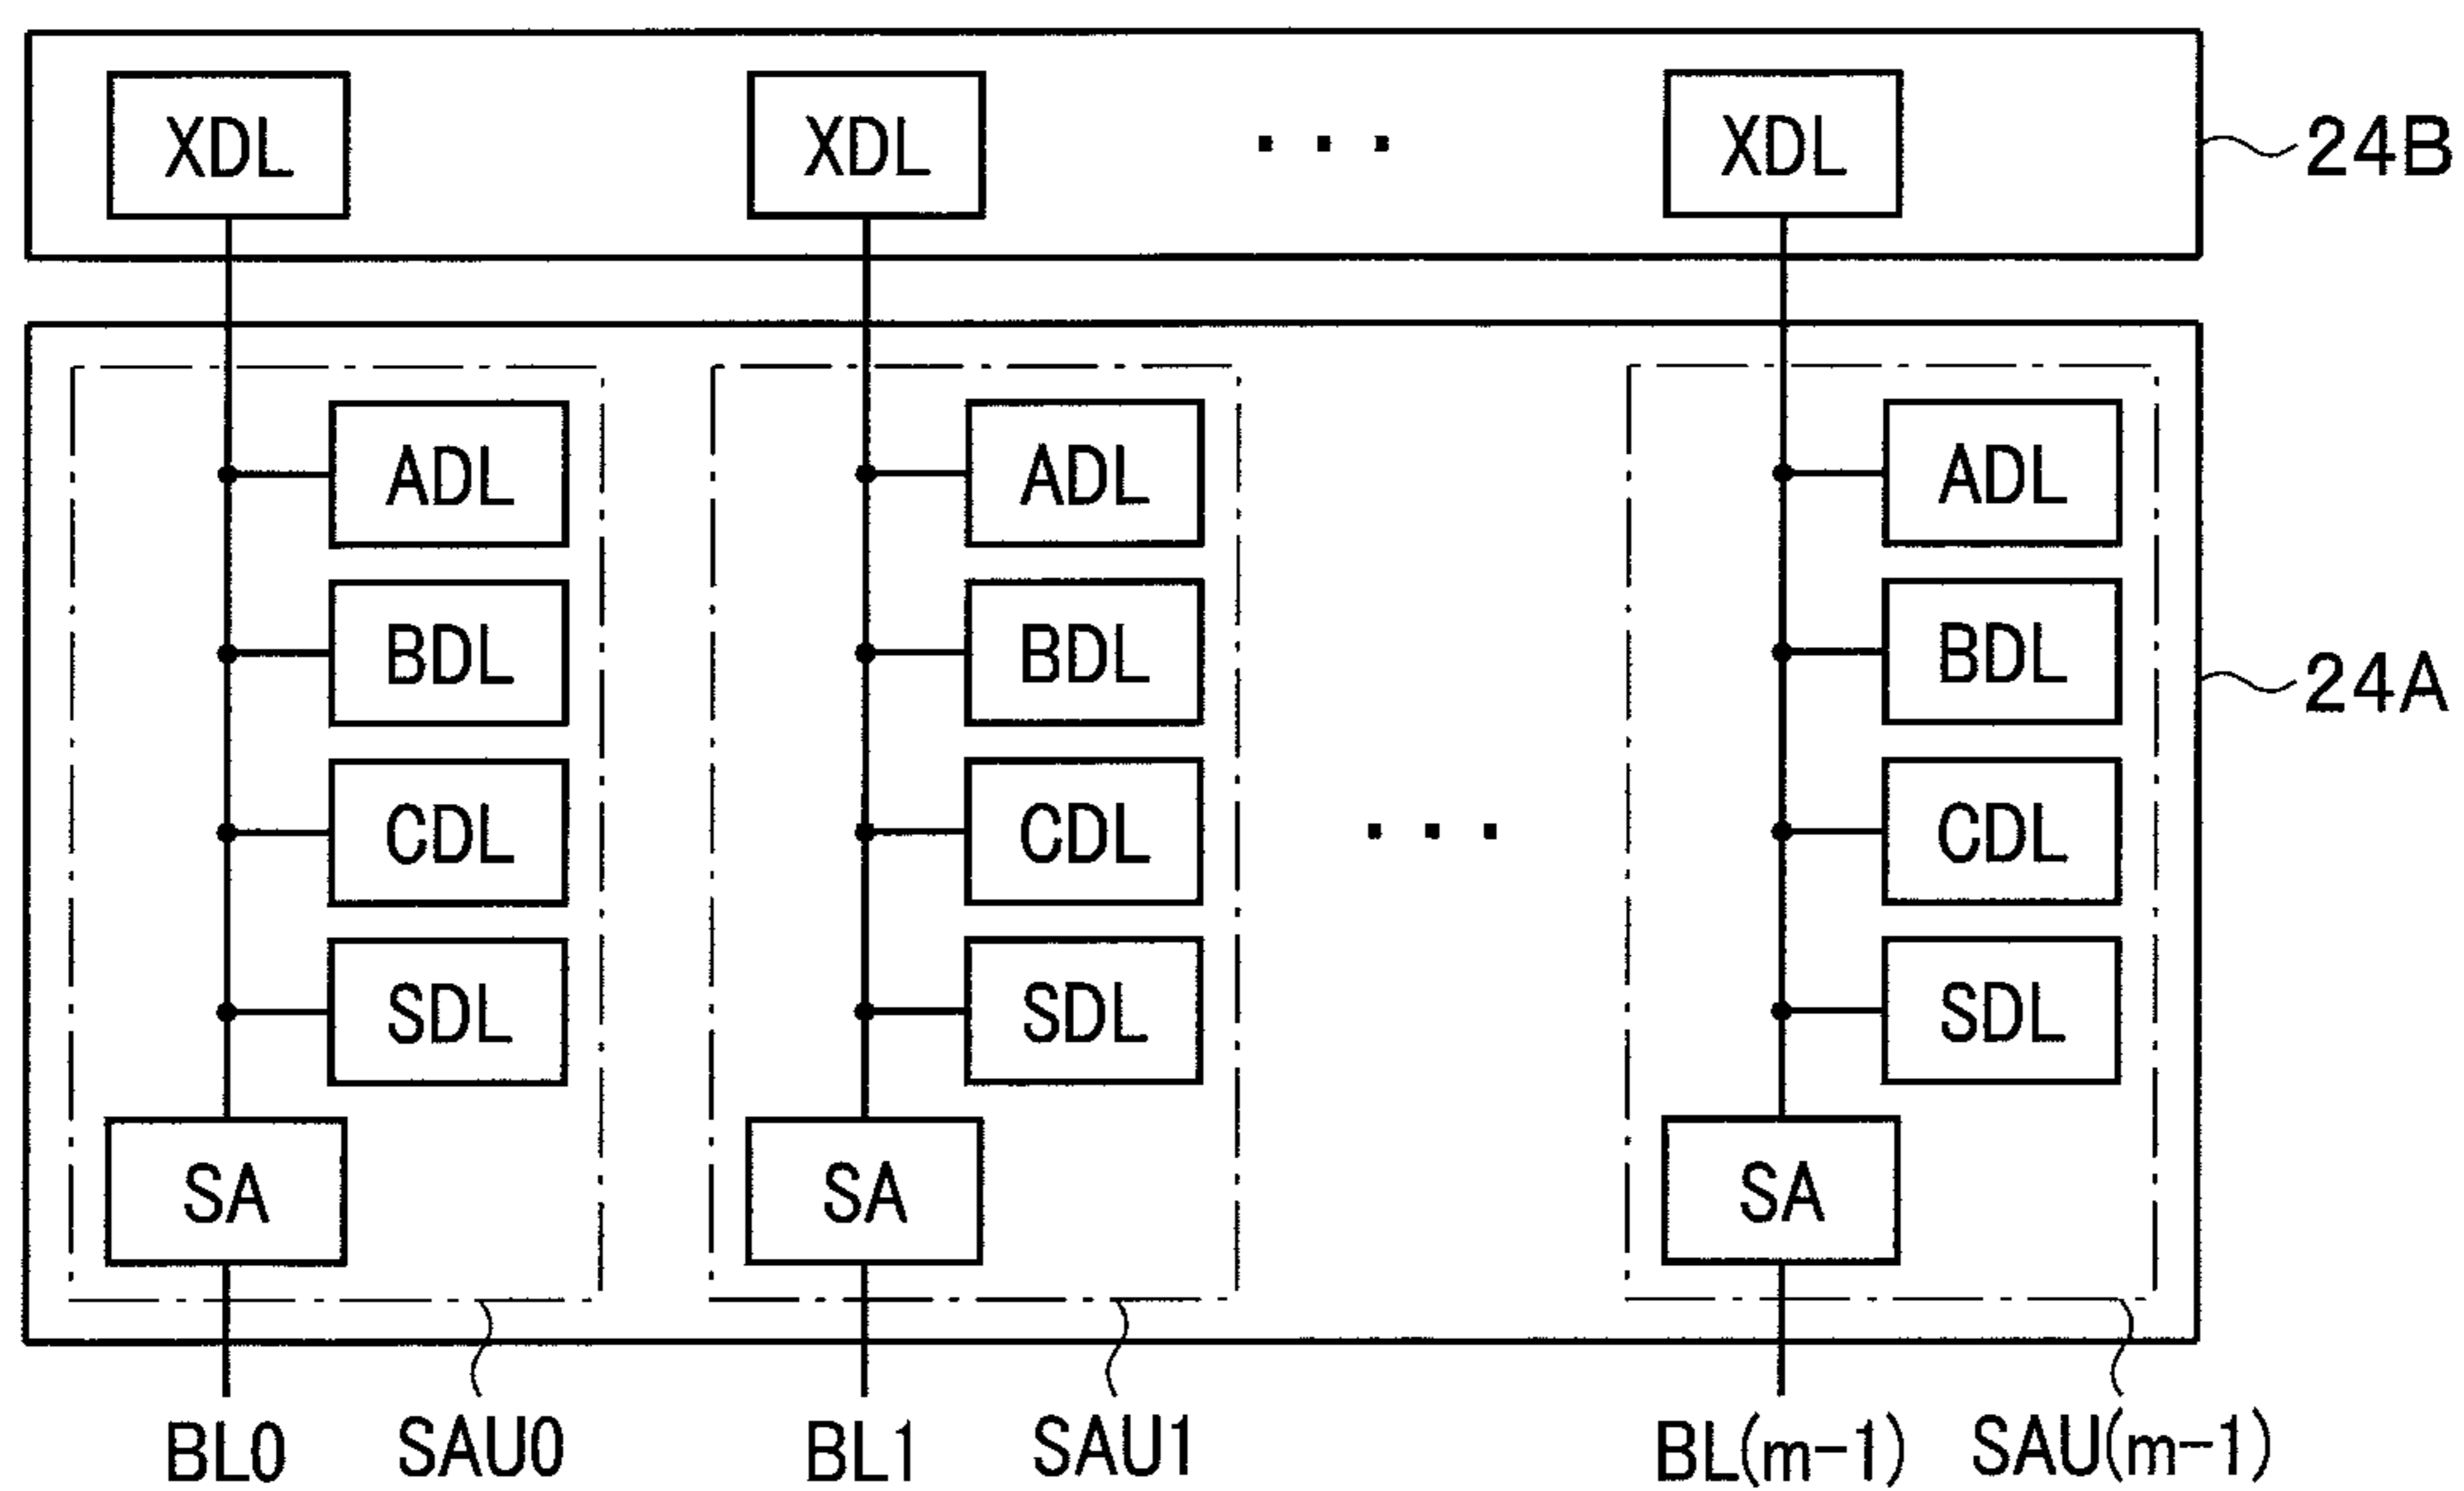 XDL XDL ... XDL 24B
ADL ADL ADL
BDL BDL BDL 24A
CDL CDL ... CDL
SDL SDL SDL
SA SA SA
BL0 SAU0 BL1 SAU1 BL(m-1) SAU(m-1)